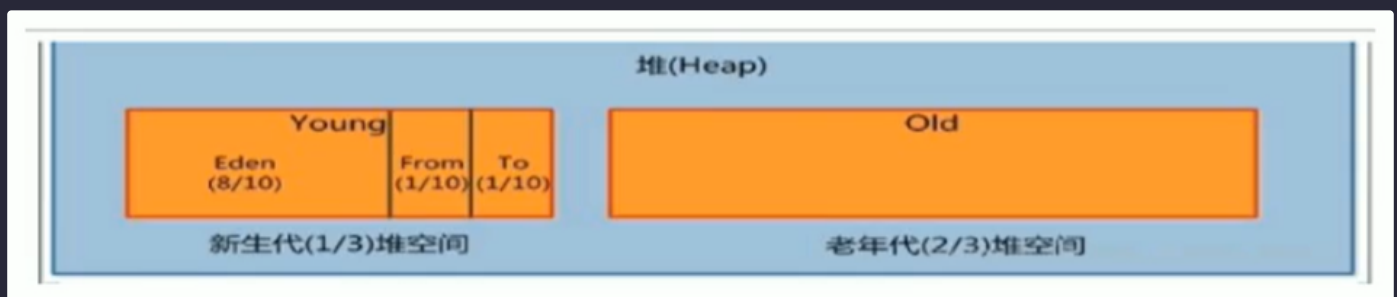 堆(Heap)
Young
Eden
(8/10)
From
(1/10)
To
(1/10)
新生代(1/3)堆空间
Old
老年代(2/3)堆空间